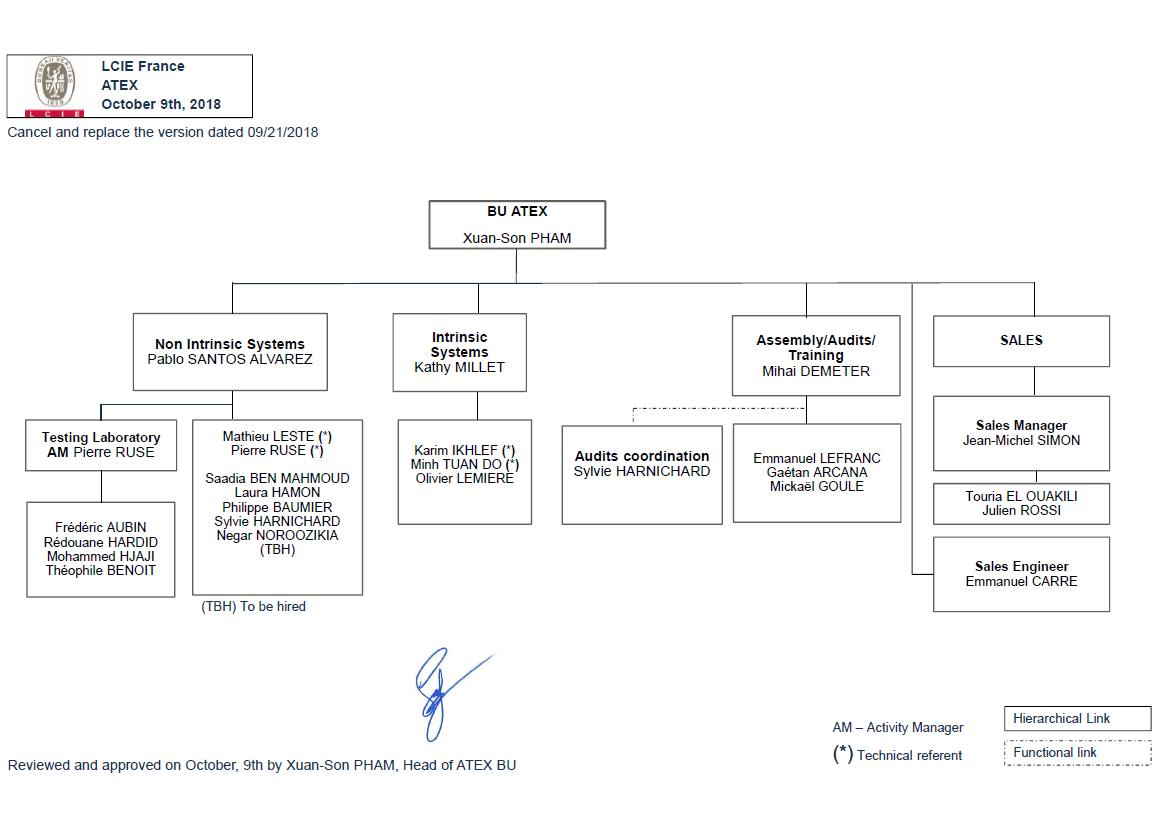 BUREAU VERITAS
1828
L C I E
LCIE France
ATEX
October 9th, 2018
Cancel and replace the version dated 09/21/2018
BU ATEX
Xuan-Son PHAM
Non Intrinsic Systems
Pablo SANTOS ALVAREZ
Intrinsic
Systems
Kathy MILLET
Assembly/Audits/
Training
Mihai DEMETER
SALES
Testing Laboratory
AM Pierre RUSE
Frédéric AUBIN
Rédouane HARDID
Mohammed HJAJI
Théophile BENOIT
Mathieu LESTE (*)
Pierre RUSE (*)
Saadia BEN MAHMOUD
Laura HAMON
Philippe BAUMIER
Sylvie HARNICHARD
Negar NOROOZIKIA
(TBH)
(TBH) To be hired
Karim IKHLEF (*)
Minh TUAN DO (*)
Olivier LEMIERE
Audits coordination
Sylvie HARNICHARD
Emmanuel LEFRANC
Gaétan ARCANA
Mickaël GOULE
Sales Manager
Jean-Michel SIMON
Touria EL OUAKILI
Julien ROSSI
Sales Engineer
Emmanuel CARRE
AM – Activity Manager
(*) Technical referent
Hierarchical Link
Functional link
Reviewed and approved on October, 9th by Xuan-Son PHAM, Head of ATEX BU